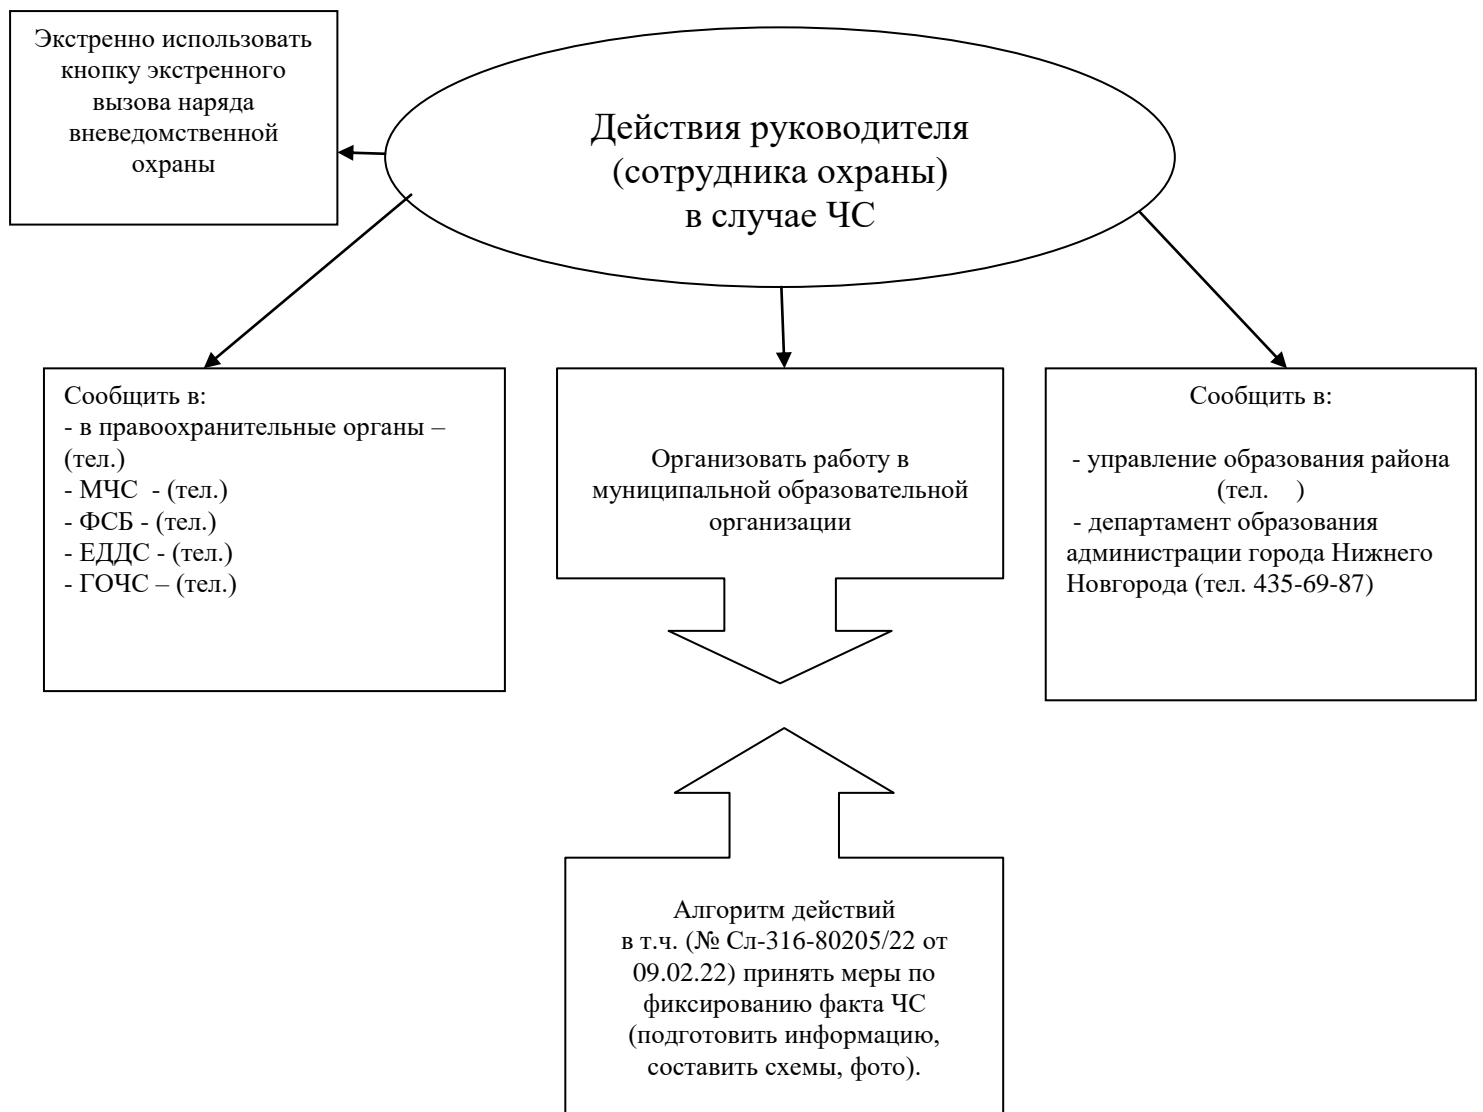 Экстренно использовать
кнопку экстренного
вызова наряда
вневедомственной
охраны
Действия руководителя
(сотрудника охраны)
в случае ЧС
Сообщить в:
- в правоохранительные органы –
(тел.)
- МЧС - (тел.)
- ФСБ - (тел.)
- ЕДДС - (тел.)
- ГОЧС – (тел.)
Организовать работу в
муниципальной образовательной
организации
Сообщить в:
- управление образования района
(тел. )
- департамент образования
администрации города Нижнего
Новгорода (тел. 435-69-87)
Алгоритм действий
в т.ч. (№ Сл-316-80205/22 от
09.02.22) принять меры по
фиксированию факта ЧС
(подготовить информацию,
составить схемы, фото).